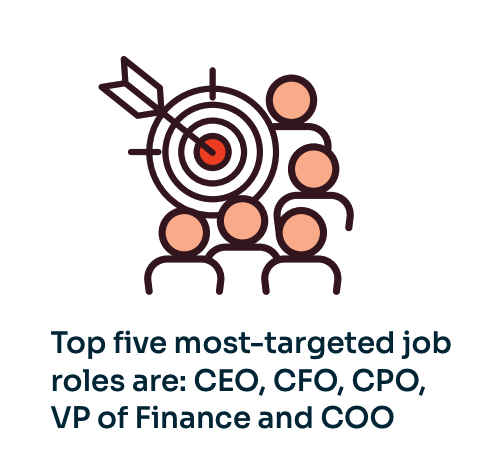 Top five most-targeted job
roles are: CEO, CFO, CPO,
VP of Finance and COO